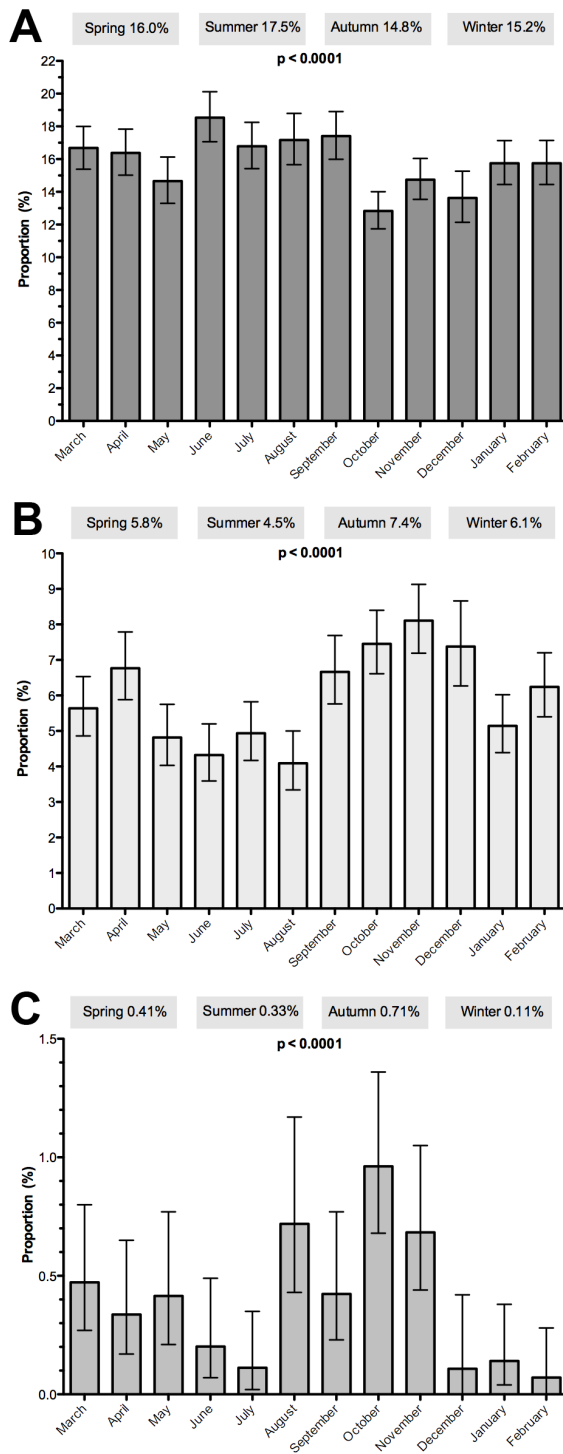 A
Spring 16.0% Summer 17.5% Autumn 14.8% Winter 15.2%
p < 0.0001
22
20
18
16
14
12
10
8
6
4
2
0
Proportion (%)
March April May June July August September October November December January February
B
Spring 5.8% Summer 4.5% Autumn 7.4% Winter 6.1%
p < 0.0001
10
9
8
7
6
5
4
3
2
1
0
Proportion (%)
March April May June July August September October November December January February
C
Spring 0.41% Summer 0.33% Autumn 0.71% Winter 0.11%
p < 0.0001
1.5
1.0
0.5
0.0
Proportion (%)
March April May June July August September October November December January February